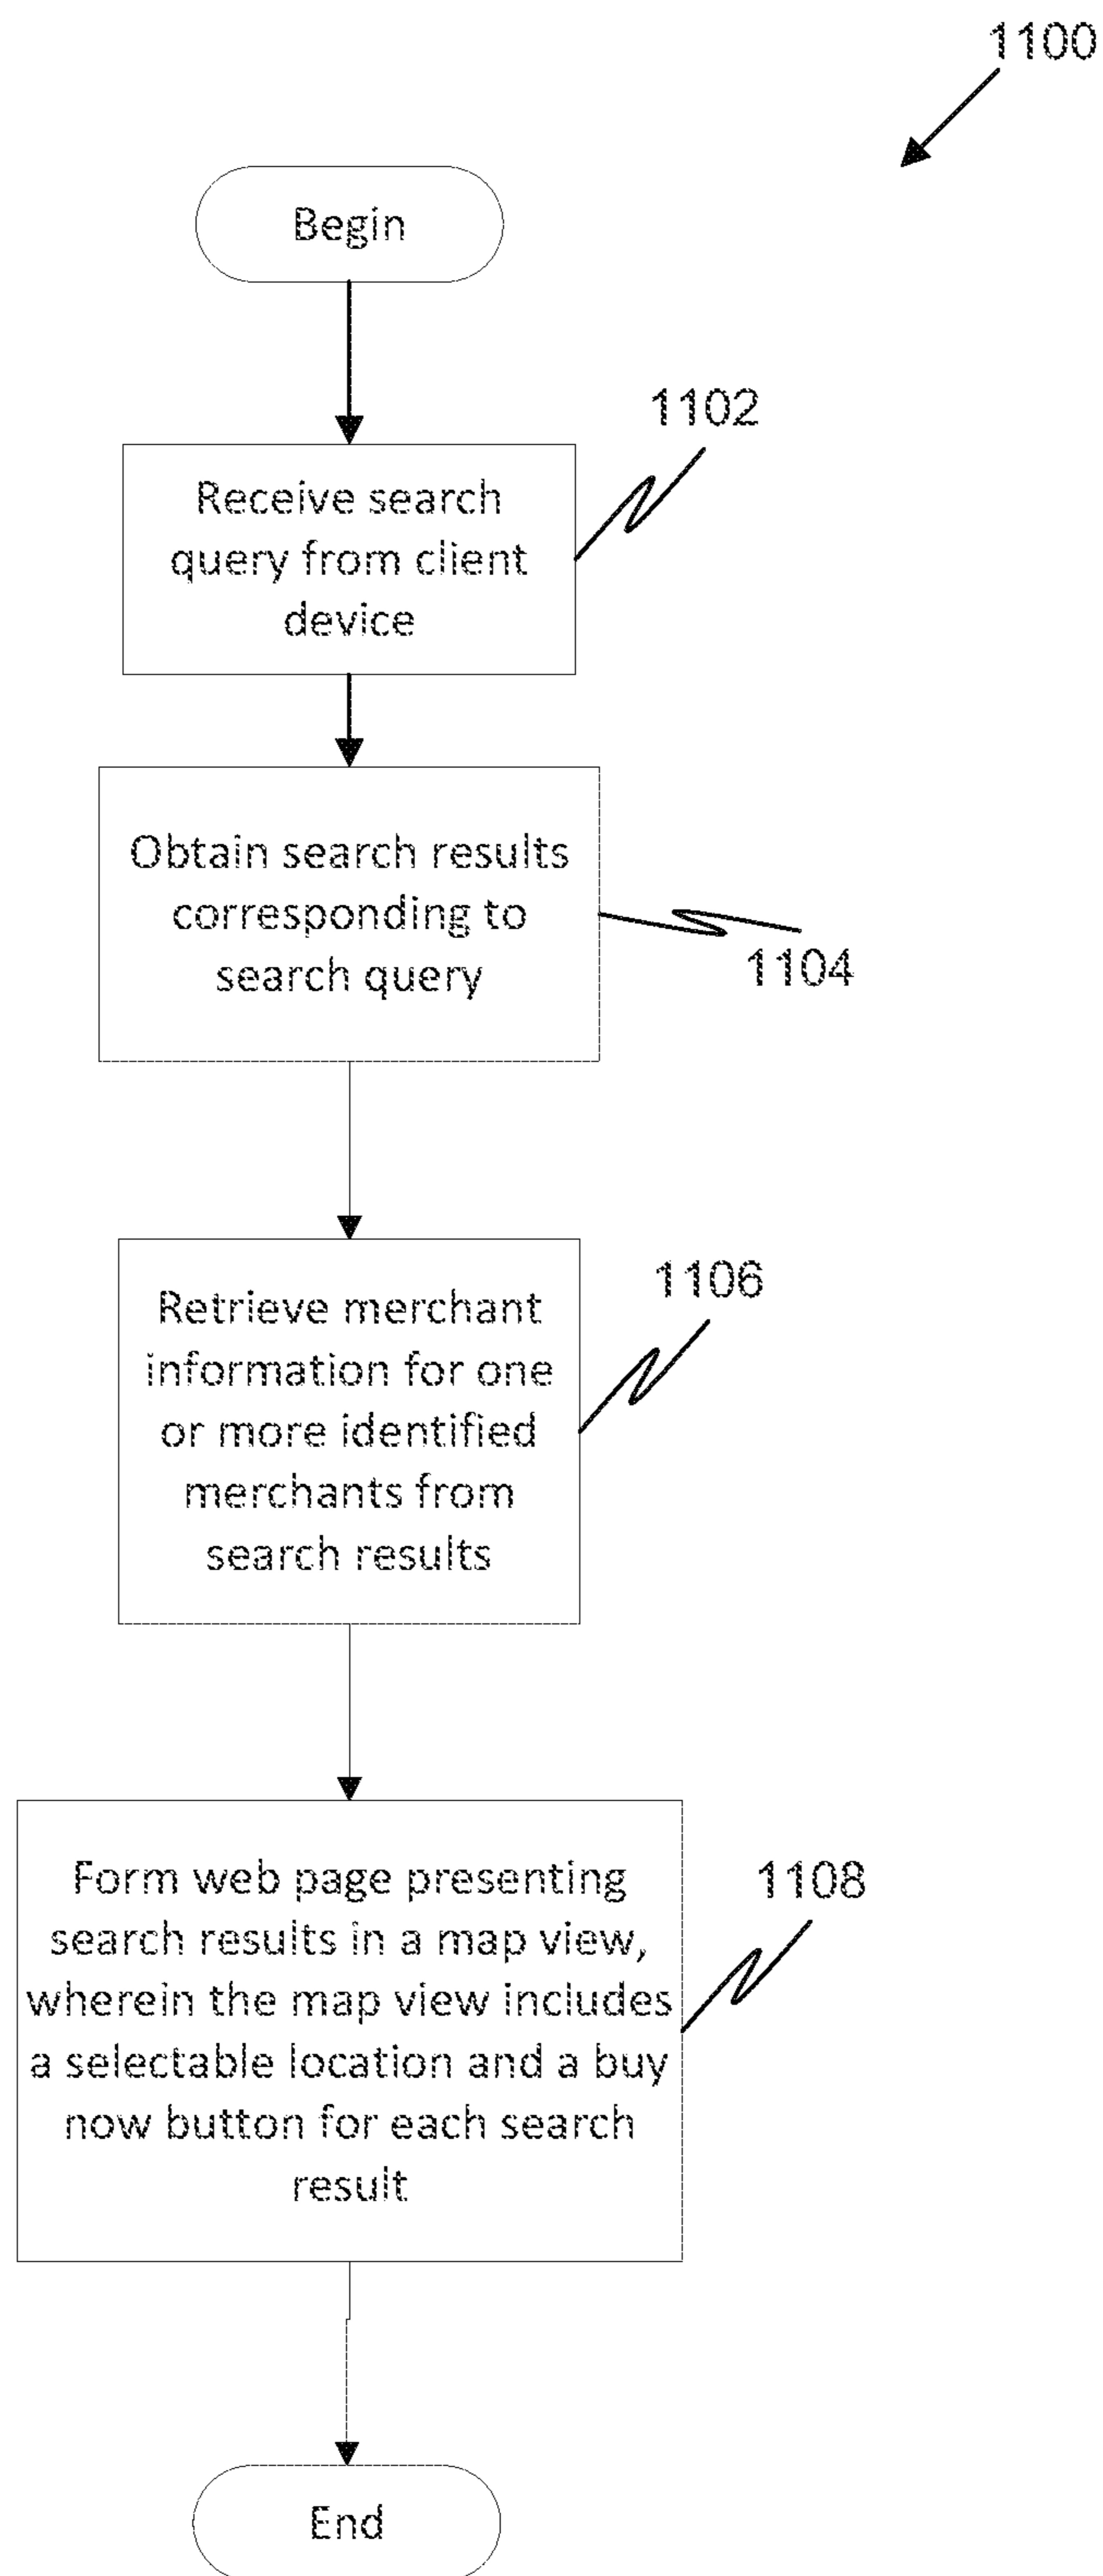 1100
Begin
1102
Receive search
query from client
device
Obtain search results
corresponding to
search query
1104
1106
Retrieve merchant
information for one
or more identified
merchants from
search results
1108
Form web page presenting
search results in a map view,
wherein the map view includes
a selectable location and a buy
now button for each search
result
End